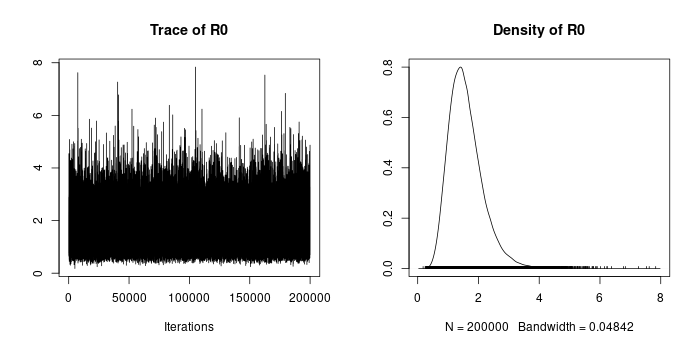 Trace of R0
8
6
4
2
0
0 50000 100000 150000 200000
Iterations
Density of R0
0.8
0.6
0.4
0.2
0.0
0 2 4 6 8
N = 200000 Bandwidth = 0.04842